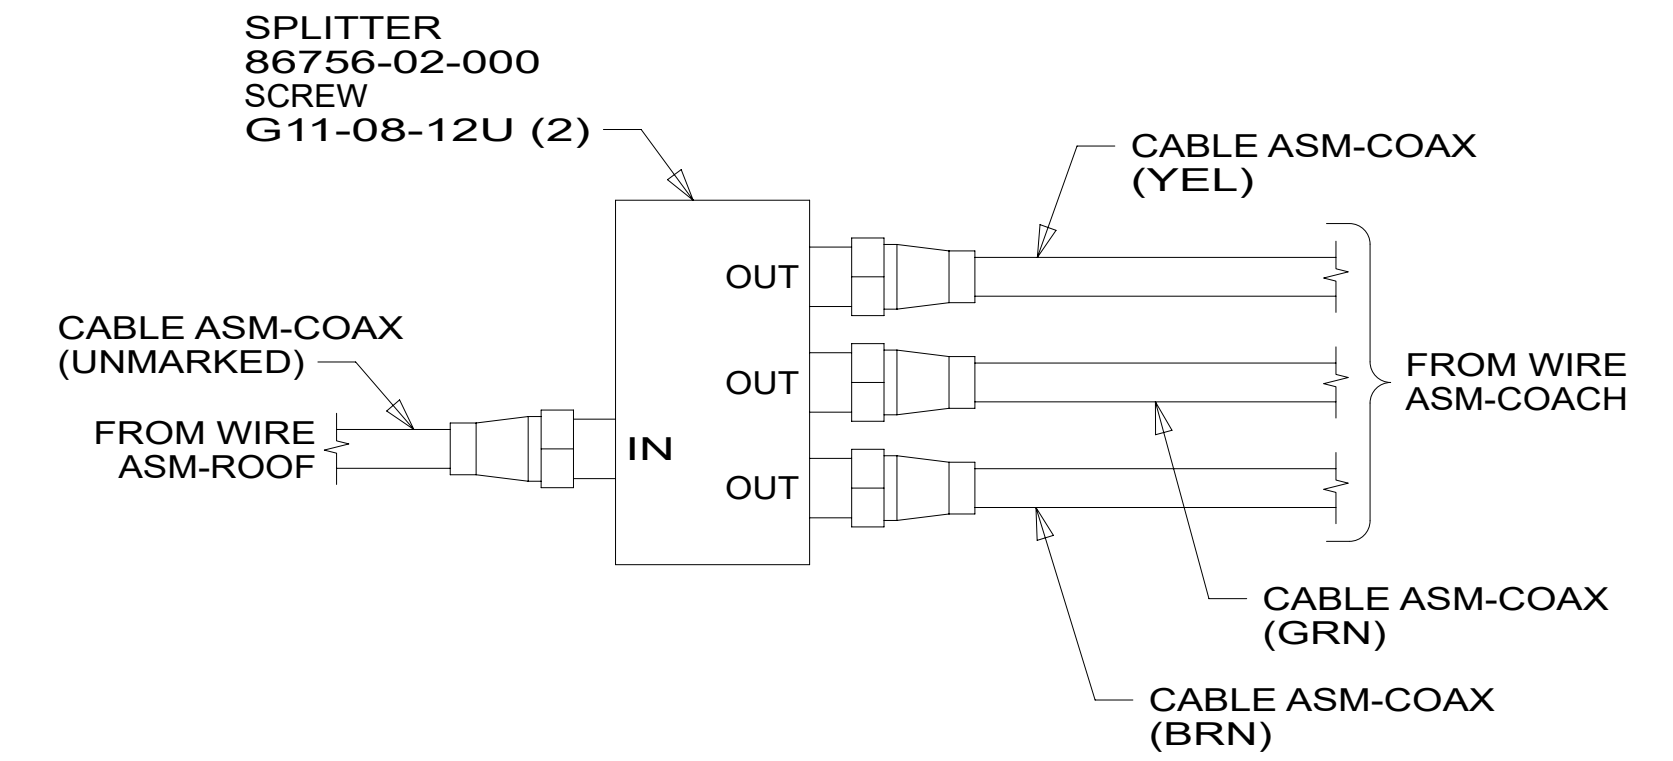 SPLITTER
86756-02-000
SCREW
G11-08-12U (2)
CABLE ASM-COAX
(YEL)
OUT
CABLE ASM-COAX
(UNMARKED)
OUT
FROM WIRE
ASM-COACH
FROM WIRE
ASM-ROOF
IN
OUT
CABLE ASM-COAX
(GRN)
CABLE ASM-COAX
(BRN)